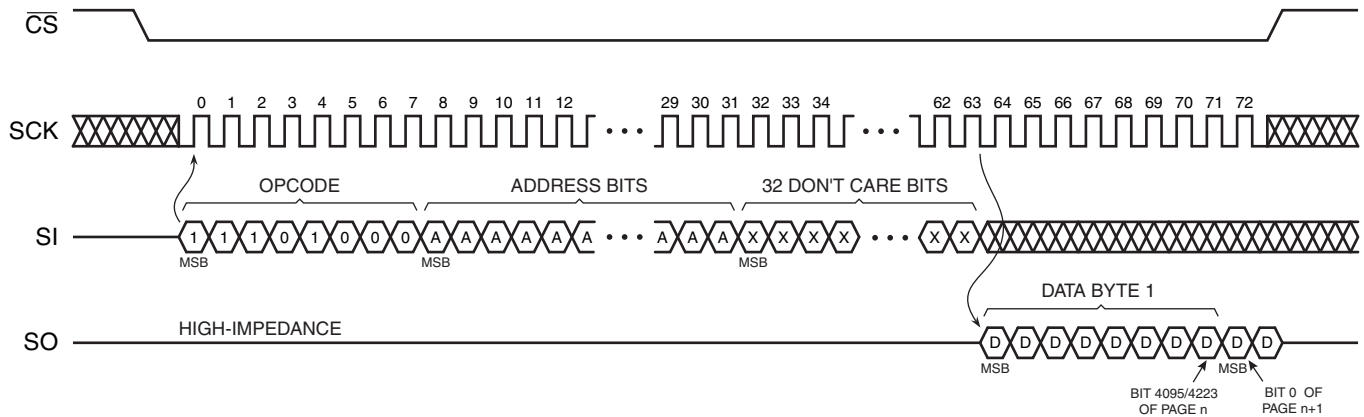 CS
0 1 2 3 4 5 6 7 8 9 10 11 12 29 30 31 32 33 34 62 63 64 65 66 67 68 69 70 71 72
SCK
OPCODE ADDRESS BITS 32 DON'T CARE BITS
SI 1 1 1 0 1 0 0 0 A A A A A A A A A X X X X X X
MSB MSB MSB
DATA BYTE 1
HIGH-IMPEDANCE
SO D D D D D D D D D D
MSB MSB
BIT 4095/4223
OF PAGE n
BIT 0 OF
PAGE n+1